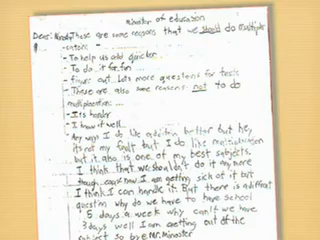 Minister of education
Dear: These are some reasons that we should do multiplic
-cation:
- To help us add quicker
- To do it for fun
- figure out lots more questions for tests
- These are also some reasons not to do
multiplacation...
- Its harder
- I know it well
Any ways I do like addition better but hey,
its not my fault but I do like multiplication
but it also is one of my best subjects.
I think that we shouldn't do it any more
though cause now I am getting sick of it but
I think I can handle it. But there is a different
question why do we have to have school
5 days a week why can't we have
3 days well I am getting out of the
subject so bye Mr. Minister